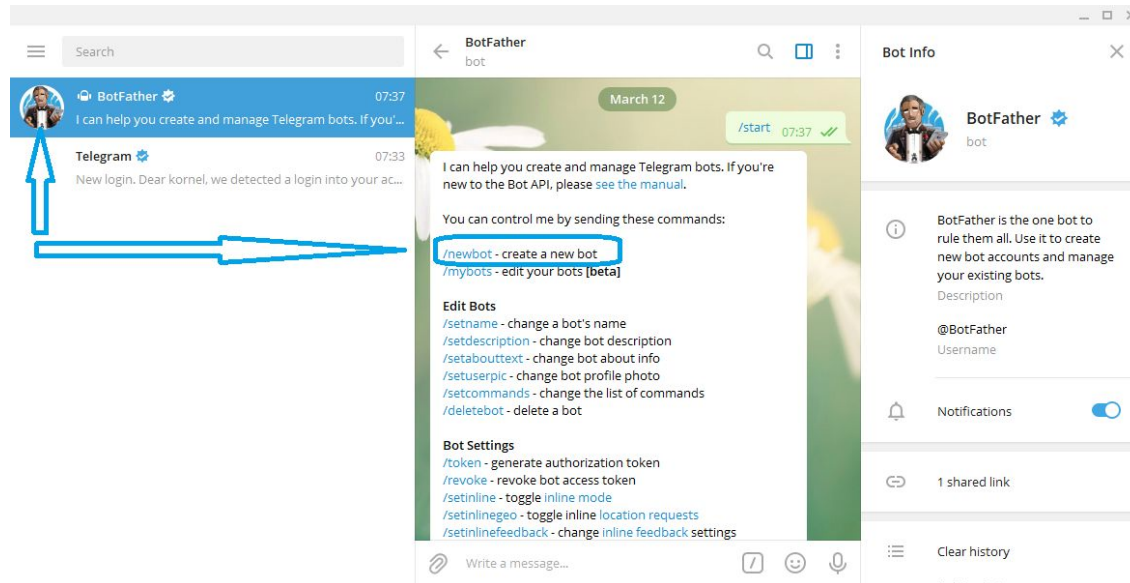 Search
BotFather
07:37
I can help you create and manage Telegram bots. If you'...
Telegram
07:33
New login. Dear kornel, we detected a login into your ac...
BotFather
bot
March 12
/start 07:37
I can help you create and manage Telegram bots. If you're
new to the Bot API, please see the manual.
You can control me by sending these commands:
/newbot - create a new bot
/mybots - edit your bots [beta]
Edit Bots
/setname - change a bot's name
/setdescription - change bot description
/setabouttext - change bot about info
/setuserpic - change bot profile photo
/setcommands - change the list of commands
/deletebot - delete a bot
Bot Settings
/token - generate authorization token
/revoke - revoke bot access token
/setinline - toggle inline mode
/setinlinegeo - toggle inline location requests
/setinlinefeedback - change inline feedback settings
Write a message...
Bot Info
BotFather
bot
BotFather is the one bot to
rule them all. Use it to create
new bot accounts and manage
your existing bots.
Description
@BotFather
Username
Notifications
1 shared link
Clear history